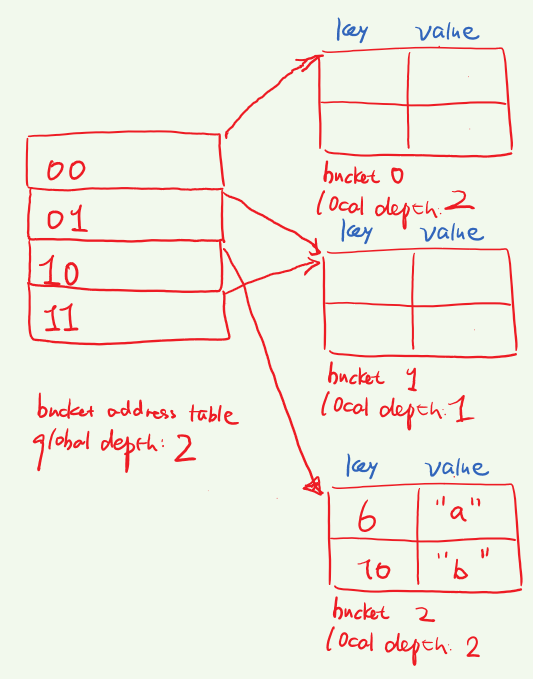 key value
00
01
10
11
bucket address table
global depth: 2
bucket 0
local depth: 2
key value
bucket 1
local depth: 1
key value
6 "a"
10 "b"
bucket 2
local depth: 2